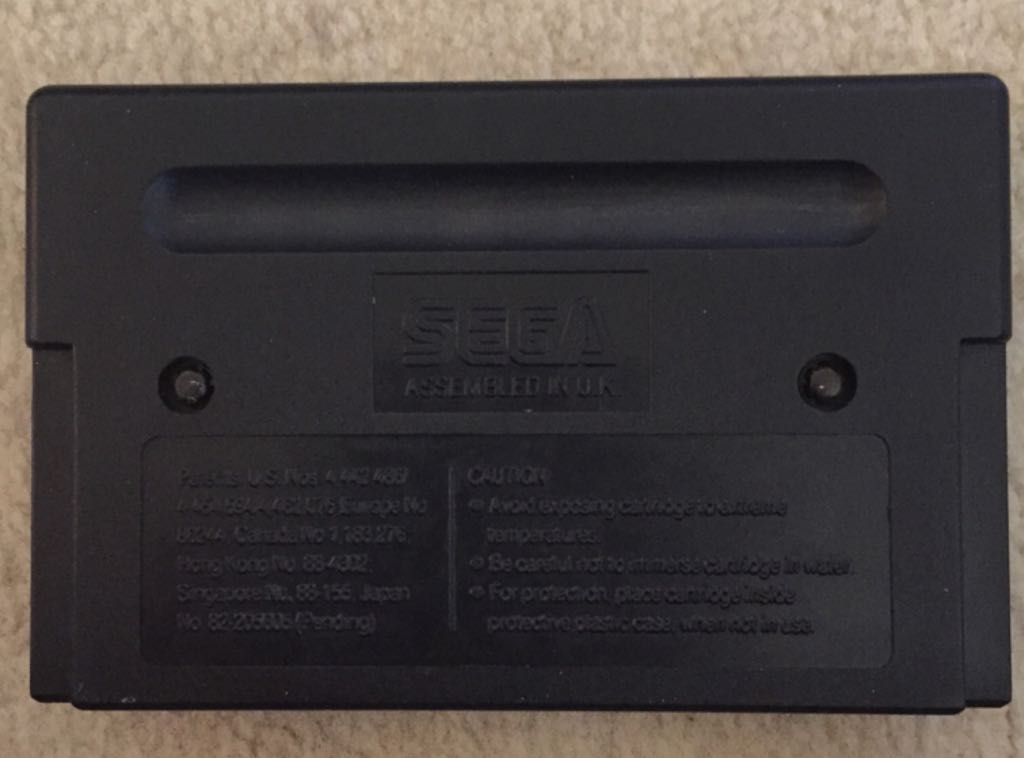 SEGA
ASSEMBLED IN U.K.
Patents: U.S. Nos. 4,442,486/
4,454,594/4,462,076 Europe No.
80244, Canada No. 1,183,276,
Hong Kong No. 88-4302,
Singapore No. 88-155, Japan
No. 82-205605 (Pending)
CAUTION
Avoid exposing cartridge to extreme
temperatures.
Be careful not to immerse cartridge in water.
For protection, place cartridge inside
protective plastic case, when not in use.